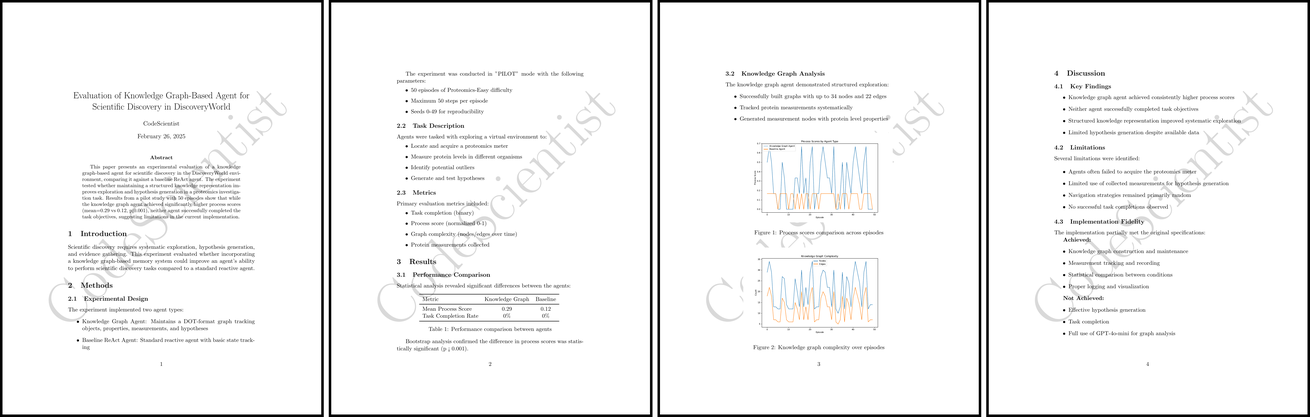 Evaluation of Knowledge Graph-Based Agent for
Scientific Discovery in DiscoveryWorld
CodeScientist
February 26, 2025
Abstract
This paper presents an experimental evaluation of a knowledge
graph-based agent for scientific discovery in the DiscoveryWorld envi-
ronment, comparing it against a baseline ReAct agent. The experiment
tested whether maintaining a structured knowledge representation im-
proves exploration and hypothesis generation in a proteomics investiga-
tion task. Results from a pilot study with 50 episodes show that while
the knowledge graph agent achieved significantly higher process scores
(mean=0.29 vs 0.12, p¡0.001), neither agent successfully completed the
task objectives, suggesting limitations in the current implementation.
1 Introduction
Scientific discovery requires systematic exploration, hypothesis generation,
and evidence gathering. This experiment evaluated whether incorporating
a knowledge graph-based memory system could improve an agent's ability
to perform scientific discovery tasks compared to a standard reactive agent.
2 Methods
2.1 Experimental Design
The experiment implemented two agent types:
• Knowledge Graph Agent: Maintains a DOT-format graph tracking
objects, properties, measurements, and hypotheses
• Baseline ReAct Agent: Standard reactive agent with basic state track-
ing
1
CodeScientist
The experiment was conducted in "PILOT" mode with the following
parameters:
• 50 episodes of Proteomics-Easy difficulty
• Maximum 50 steps per episode
• Seeds 0-49 for reproducibility
2.2 Task Description
Agents were tasked with exploring a virtual environment to:
• Locate and acquire a proteomics meter
• Measure protein levels in different organisms
• Identify potential outliers
• Generate and test hypotheses
2.3 Metrics
Primary evaluation metrics included:
• Task completion (binary)
• Process score (normalized 0-1)
• Graph complexity (nodes/edges over time)
• Protein measurements collected
3 Results
3.1 Performance Comparison
Statistical analysis revealed significant differences between the agents:
Metric Knowledge Graph Baseline
Mean Process Score 0.29 0.12
Task Completion Rate 0% 0%
Table 1: Performance comparison between agents
Bootstrap analysis confirmed the difference in process scores was statis-
tically significant (p ¡ 0.001).
2
CodeScientist
3.2 Knowledge Graph Analysis
The knowledge graph agent demonstrated structured exploration:
• Successfully built graphs with up to 34 nodes and 22 edges
• Tracked protein measurements systematically
• Generated measurement nodes with protein level properties
Process Scores by Agent Type
Figure 1: Process scores comparison across episodes
Knowledge Graph Complexity
Figure 2: Knowledge graph complexity over episodes
3
CodeScientist
4 Discussion
4.1 Key Findings
• Knowledge graph agent achieved consistently higher process scores
• Neither agent successfully completed task objectives
• Structured knowledge representation improved systematic exploration
• Limited hypothesis generation despite available data
4.2 Limitations
Several limitations were identified:
• Agents often failed to acquire the proteomics meter
• Limited use of collected measurements for hypothesis generation
• Navigation strategies remained primarily random
• No successful task completions observed
4.3 Implementation Fidelity
The implementation partially met the original specifications:
Achieved:
• Knowledge graph construction and maintenance
• Measurement tracking and recording
• Statistical comparison between conditions
• Proper logging and visualization
Not Achieved:
• Effective hypothesis generation
• Task completion
• Full use of GPT-4o-mini for graph analysis
4
CodeScientist